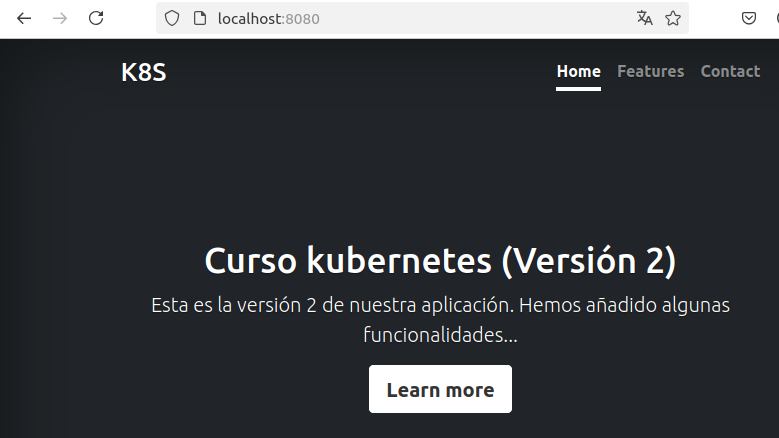 localhost:8080
K8S
Home Features Contact
Curso kubernetes (Versión 2)
Esta es la versión 2 de nuestra aplicación. Hemos añadido algunas
funcionalidades...
Learn more